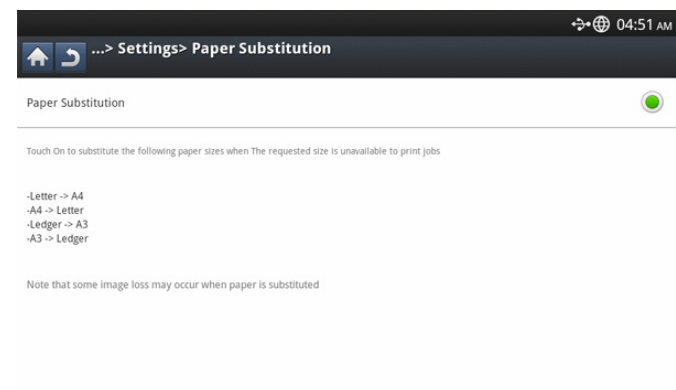 04:51 AM
...> Settings> Paper Substitution
Paper Substitution
Touch On to substitute the following paper sizes when The requested size is unavailable to print jobs
-Letter -> A4
-A4 -> Letter
-Ledger -> A3
-A3 -> Ledger
Note that some image loss may occur when paper is substituted